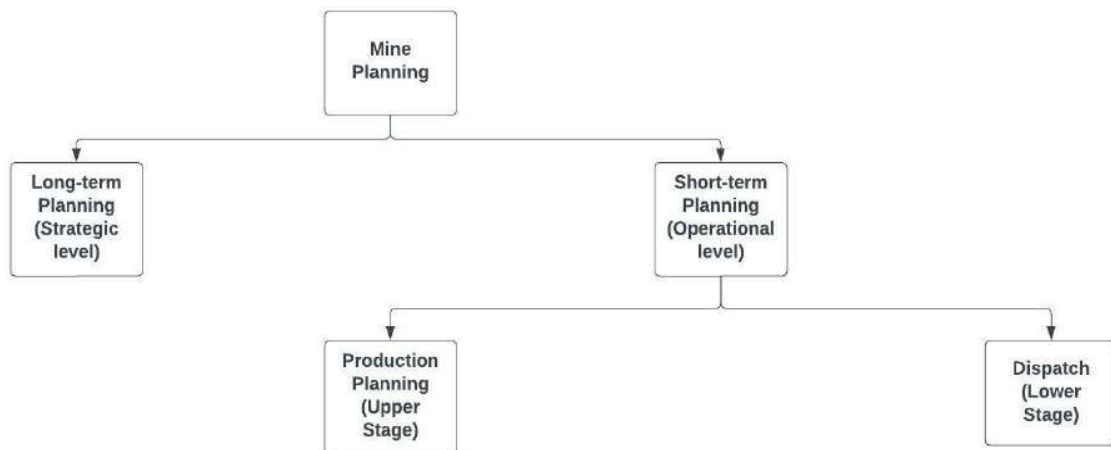 Mine
Planning
Long-term
Planning
(Strategic
level)
Short-term
Planning
(Operational
level)
Production
Planning
(Upper
Stage)
Dispatch
(Lower
Stage)